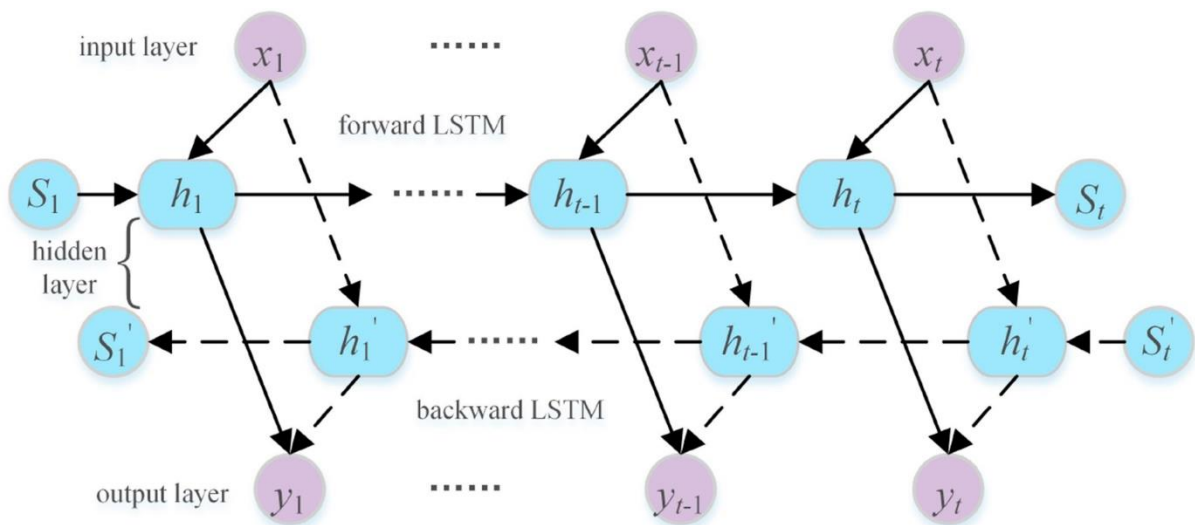 input layer x1 ...... xt-1 xt
forward LSTM
S1 h1 ...... ht-1 ht St
hidden
layer
S1' h1' ...... ht-1' ht' St'
backward LSTM
output layer y1 ...... yt-1 yt